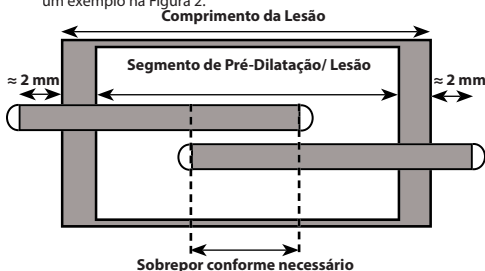 um exemplo na Figura 2.
Comprimento da Lesão
Segmento de Pré-Dilatação/ Lesão
≈ 2 mm
≈ 2 mm
Sobrepor conforme necessário